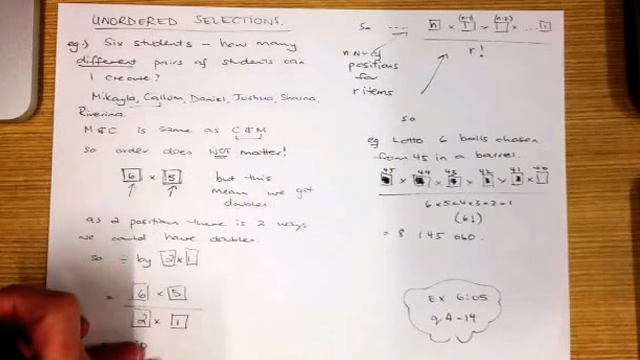 UNORDERED SELECTIONS.
eg.) Six students - how many
different pairs of students can
I create?
Mikayla, Callum, Daniel, Joshua, Shaina,
Riverina.
M&C is same as C&M
so order does NOT matter!
6 × 5 but this
mean we get
doubles.
as 2 positions there is 2 ways
we could have doubles.
so ÷ by 2 × 1
= 6 × 5
2 × 1
so
n × (n-1) × (n-2) × ... 1
r!
positions
for
r items
so
eg Lotto 6 balls chosen
from 45 in a barrel.
45 × 44 × 43 × × 41 × 40
6 × 5 × 4 × 3 × 2 × 1
(6!)
= 8 145 060.
Ex 6:05
q 4-14